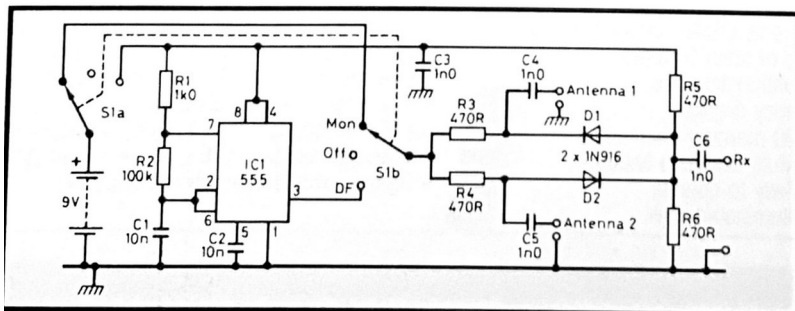 S1a
+
9V
R1
1k0
R2
100k
C1
10n
8
4
7
IC1
555
2
6
3
5
1
C2
10n
Mon
Off
DF
S1b
C3
1n0
R3
470R
R4
470R
C4
1n0
Antenna 1
D1
2 x 1N916
D2
C5
1n0
Antenna 2
R5
470R
C6
1n0
Rx
R6
470R